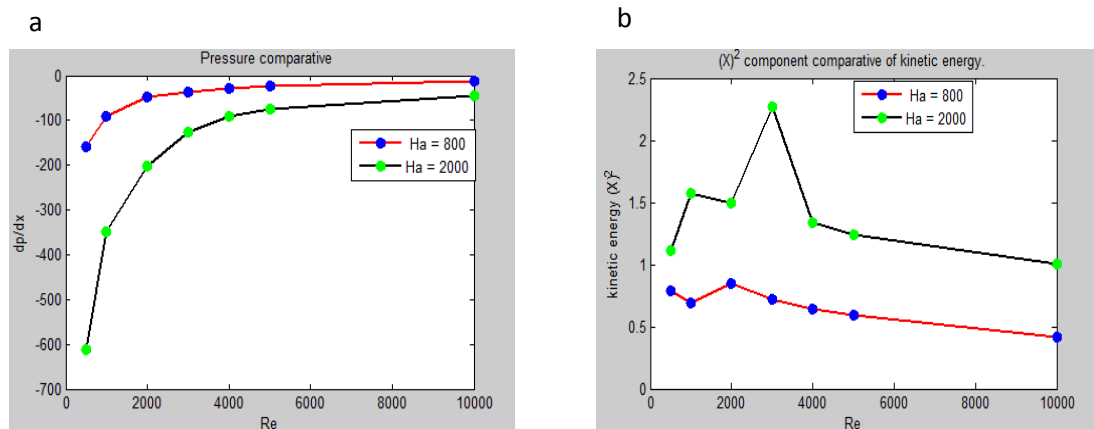 a
Pressure comparative
0
-100
-200
-300
-400
-500
-600
-700
dp/dx
Ha = 800
Ha = 2000
0 2000 4000 6000 8000 10000
Re
b
(X)² component comparative of kinetic energy.
2.5
2
1.5
1
0.5
0
kinetic energy (X)²
Ha = 800
Ha = 2000
0 2000 4000 6000 8000 10000
Re